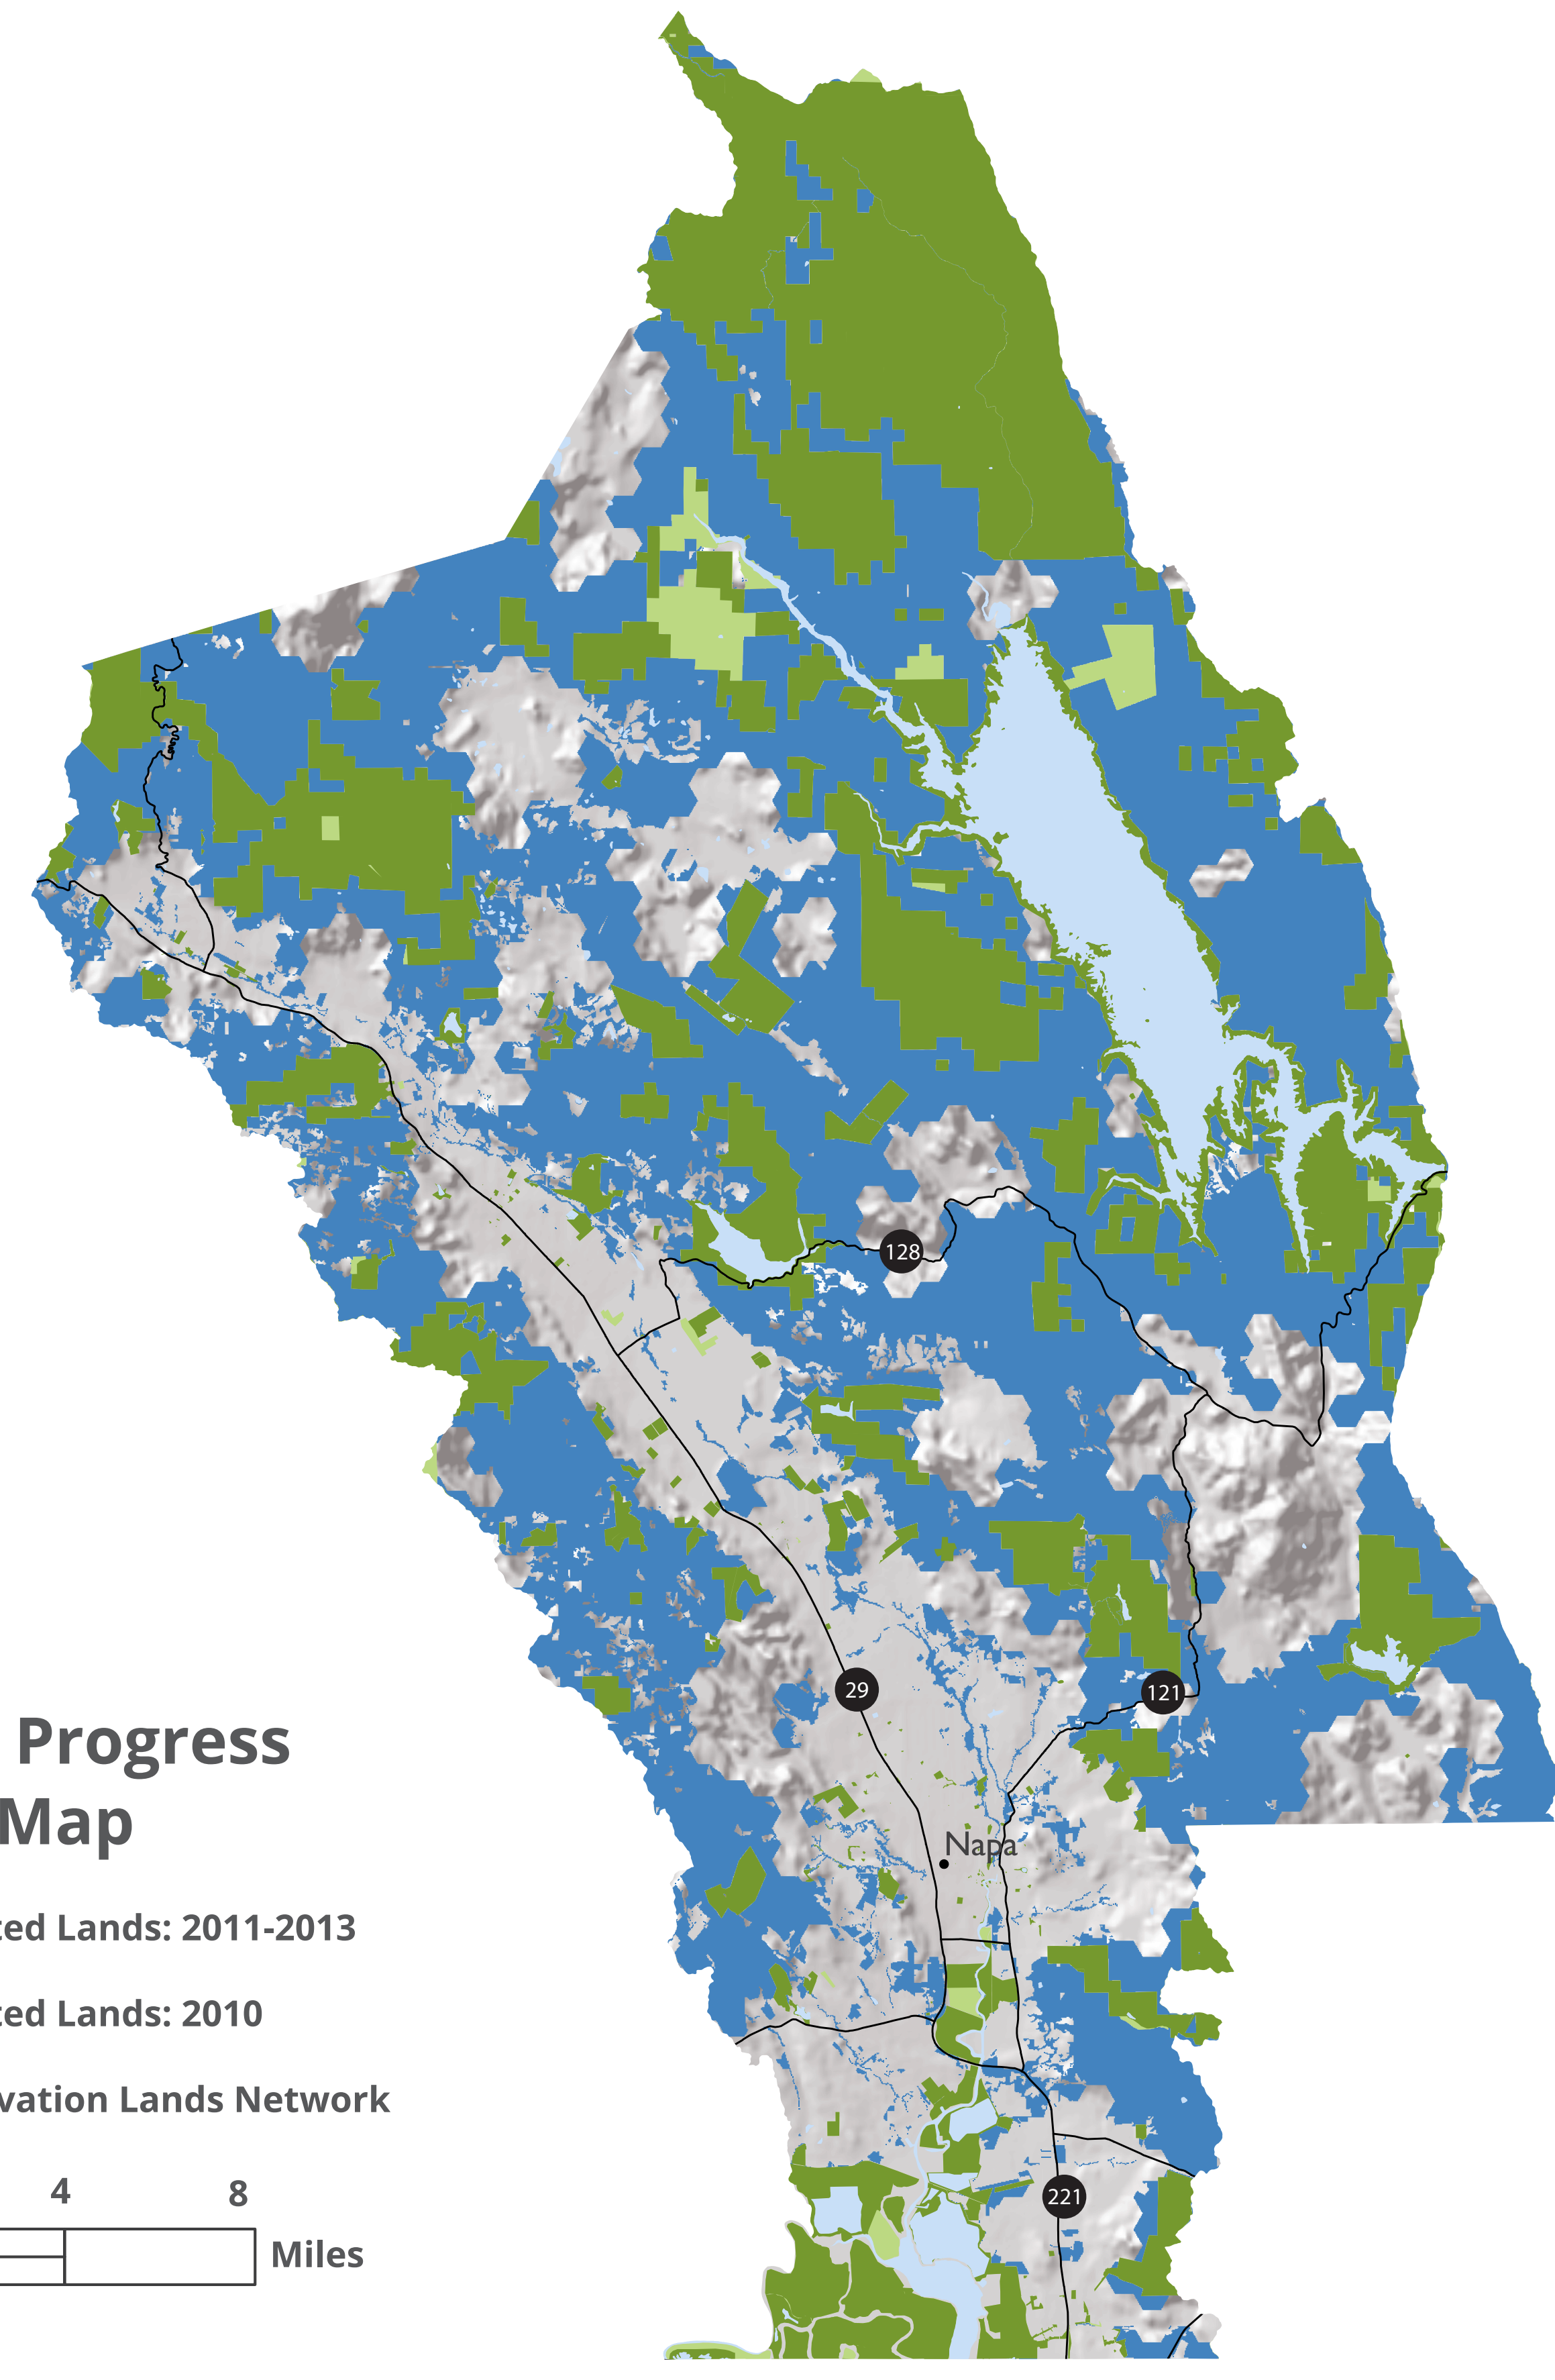 128
29
121
Progress
Map
Napa
ted Lands: 2011-2013
ted Lands: 2010
vation Lands Network
4 8
221
Miles